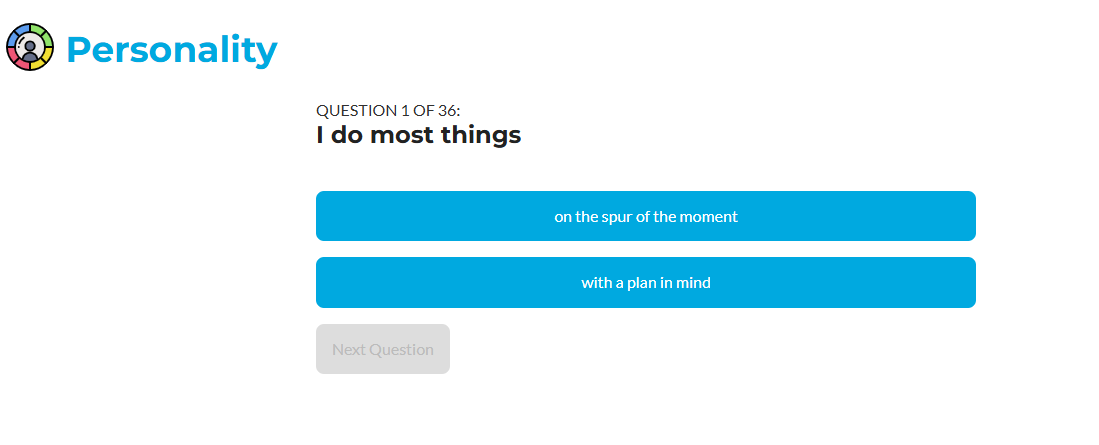 Personality
QUESTION 1 OF 36:
I do most things
on the spur of the moment
with a plan in mind
Next Question